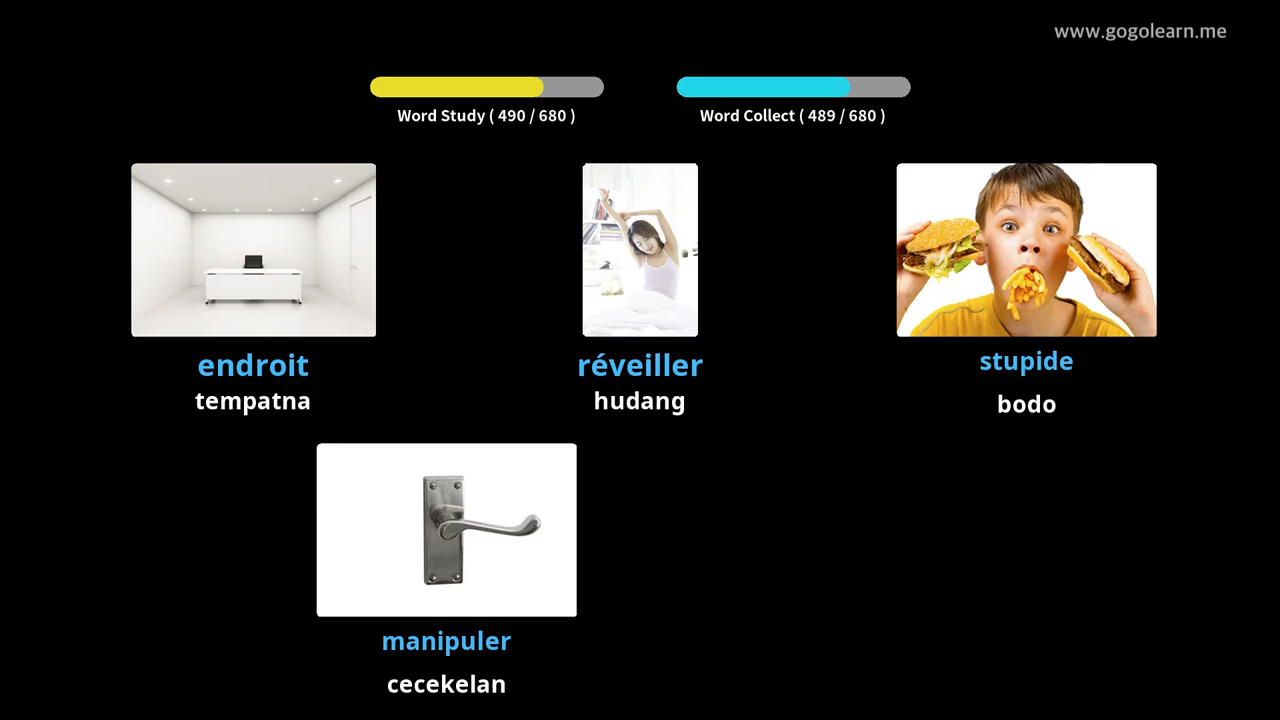 www.gogolearn.me
Word Study ( 490 / 680 )
Word Collect ( 489 / 680 )
endroit
tempatna
réveiller
hudang
stupide
bodo
manipuler
cecekelan